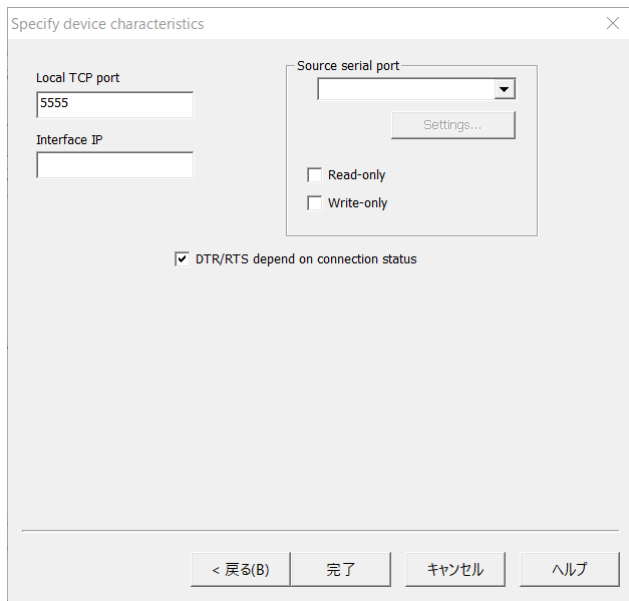 Specify device characteristics
Local TCP port
5555
Interface IP
Source serial port
Settings...
Read-only
Write-only
DTR/RTS depend on connection status
< 戻る(B)
完了
キャンセル
ヘルプ